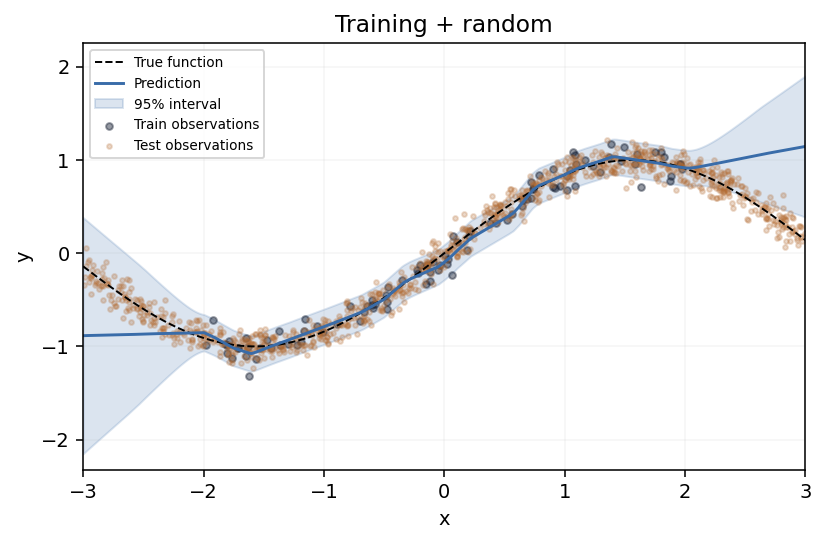 Training + random
True function
Prediction
95% interval
Train observations
Test observations
2
1
0
−1
−2
y
−3 −2 −1 0 1 2 3
x